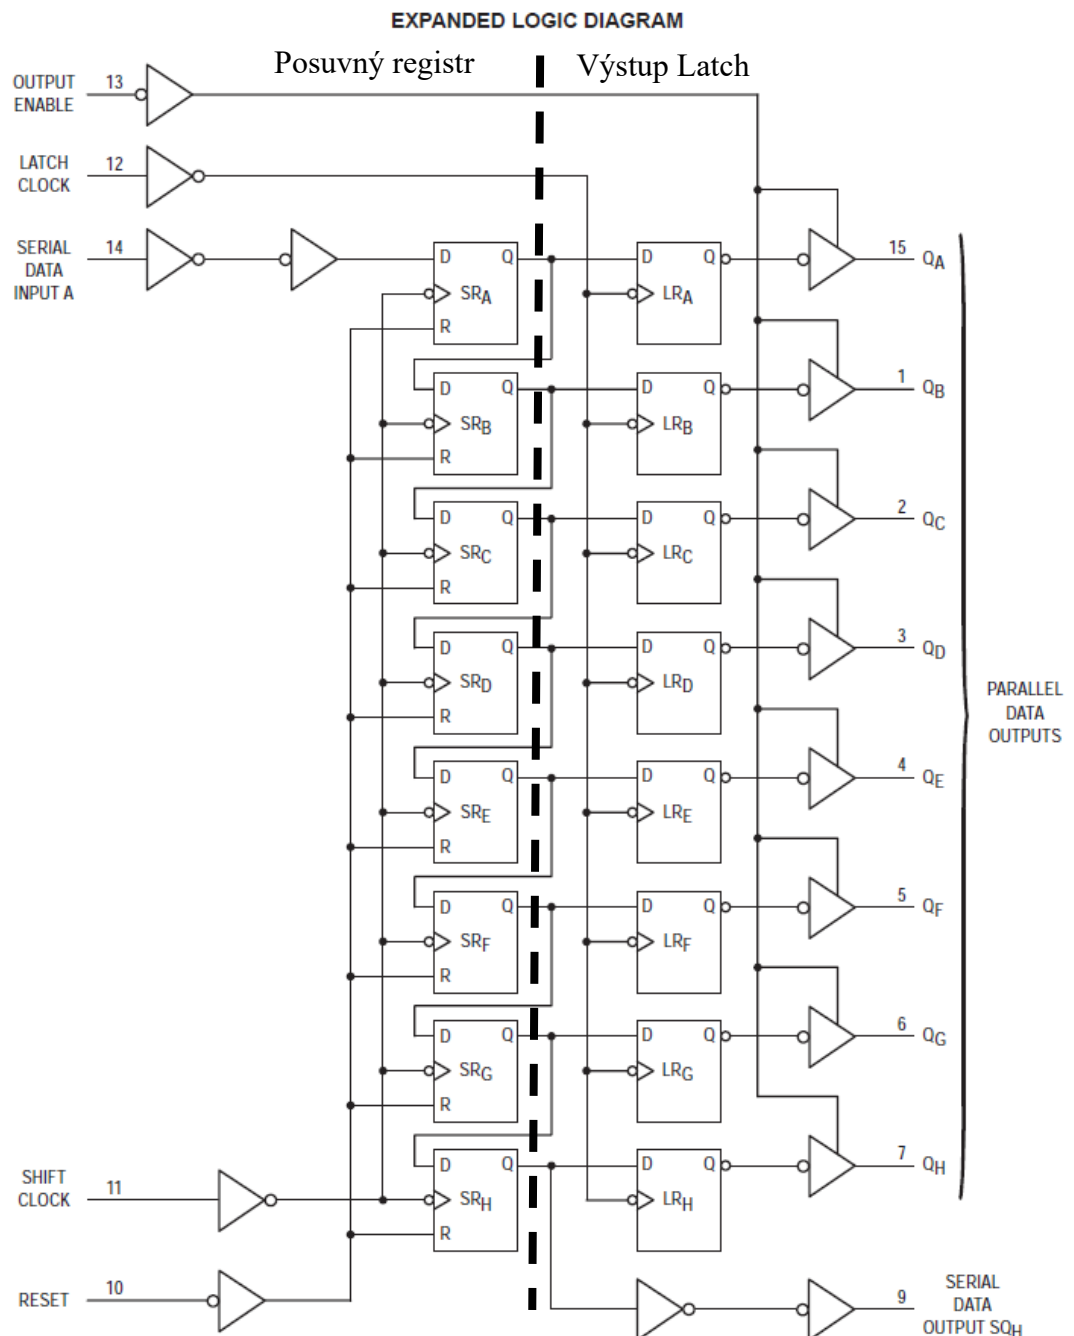 EXPANDED LOGIC DIAGRAM
Posuvný registr
Výstup Latch
OUTPUT
ENABLE
13
LATCH
CLOCK
12
SERIAL
DATA
INPUT A
14
D Q
SRA
R
D Q
LRA
15 QA
D Q
SRB
R
D Q
LRB
1 QB
D Q
SRC
R
D Q
LRC
2 QC
D Q
SRD
R
D Q
LRD
3 QD
PARALLEL
DATA
OUTPUTS
D Q
SRE
R
D Q
LRE
4 QE
D Q
SRF
R
D Q
LRF
5 QF
D Q
SRG
R
D Q
LRG
6 QG
SHIFT
CLOCK
11
D Q
SRH
R
D Q
LRH
7 QH
RESET
10
9
SERIAL
DATA
OUTPUT SQH